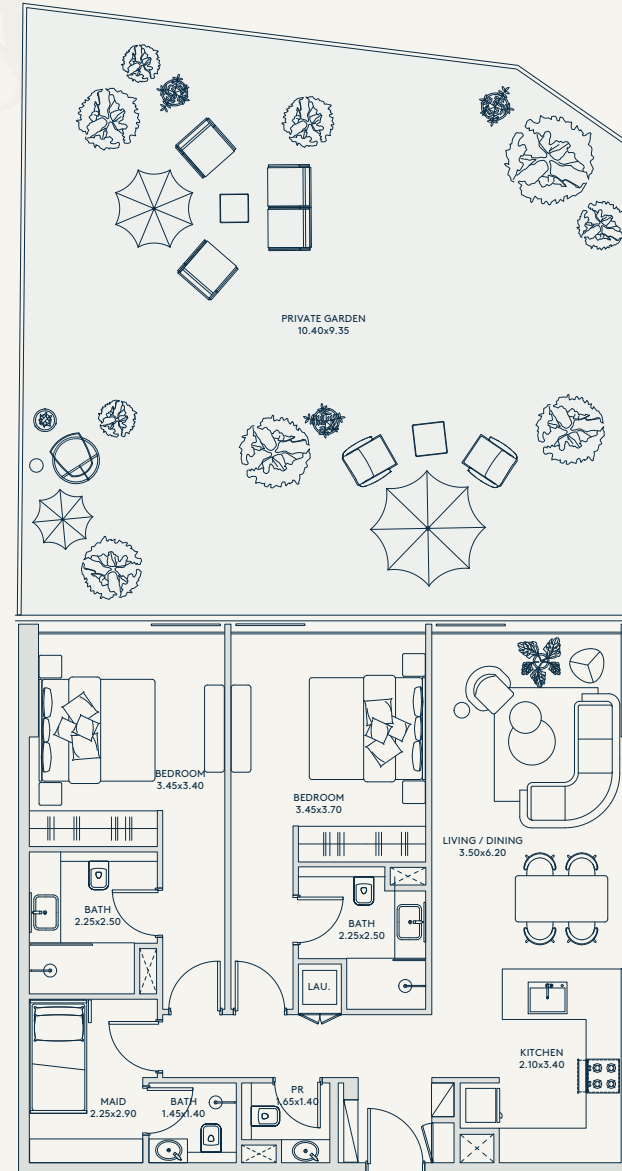 PRIVATE GARDEN
10.40x9.35
BEDROOM
3.45x3.40
BEDROOM
3.45x3.70
LIVING / DINING
3.50x6.20
BATH
2.25x2.50
BATH
2.25x2.50
LAU.
KITCHEN
2.10x3.40
MAID
2.25x2.90
BATH
1.45x1.40
PR
1.65x1.40